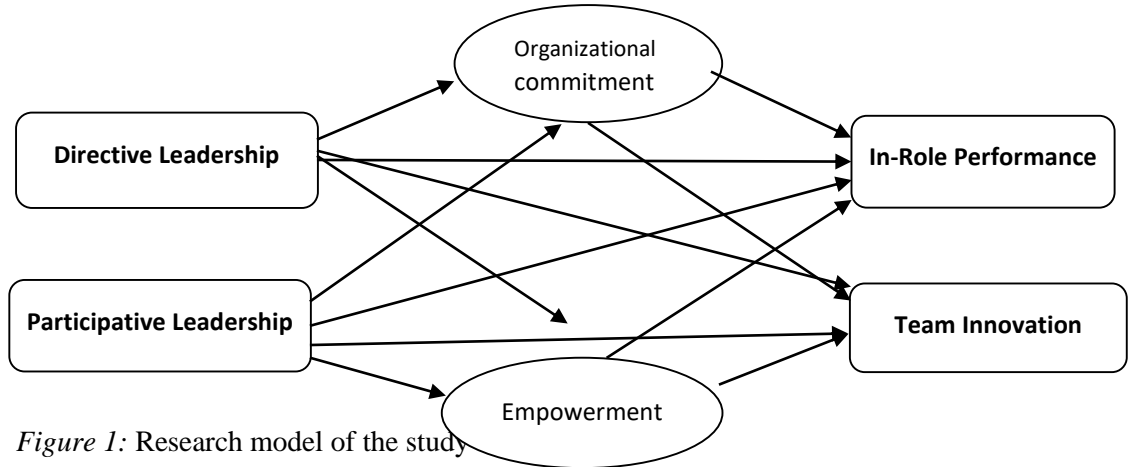 Organizational
commitment
Directive Leadership
In-Role Performance
Participative Leadership
Team Innovation
Empowerment
Figure 1: Research model of the study